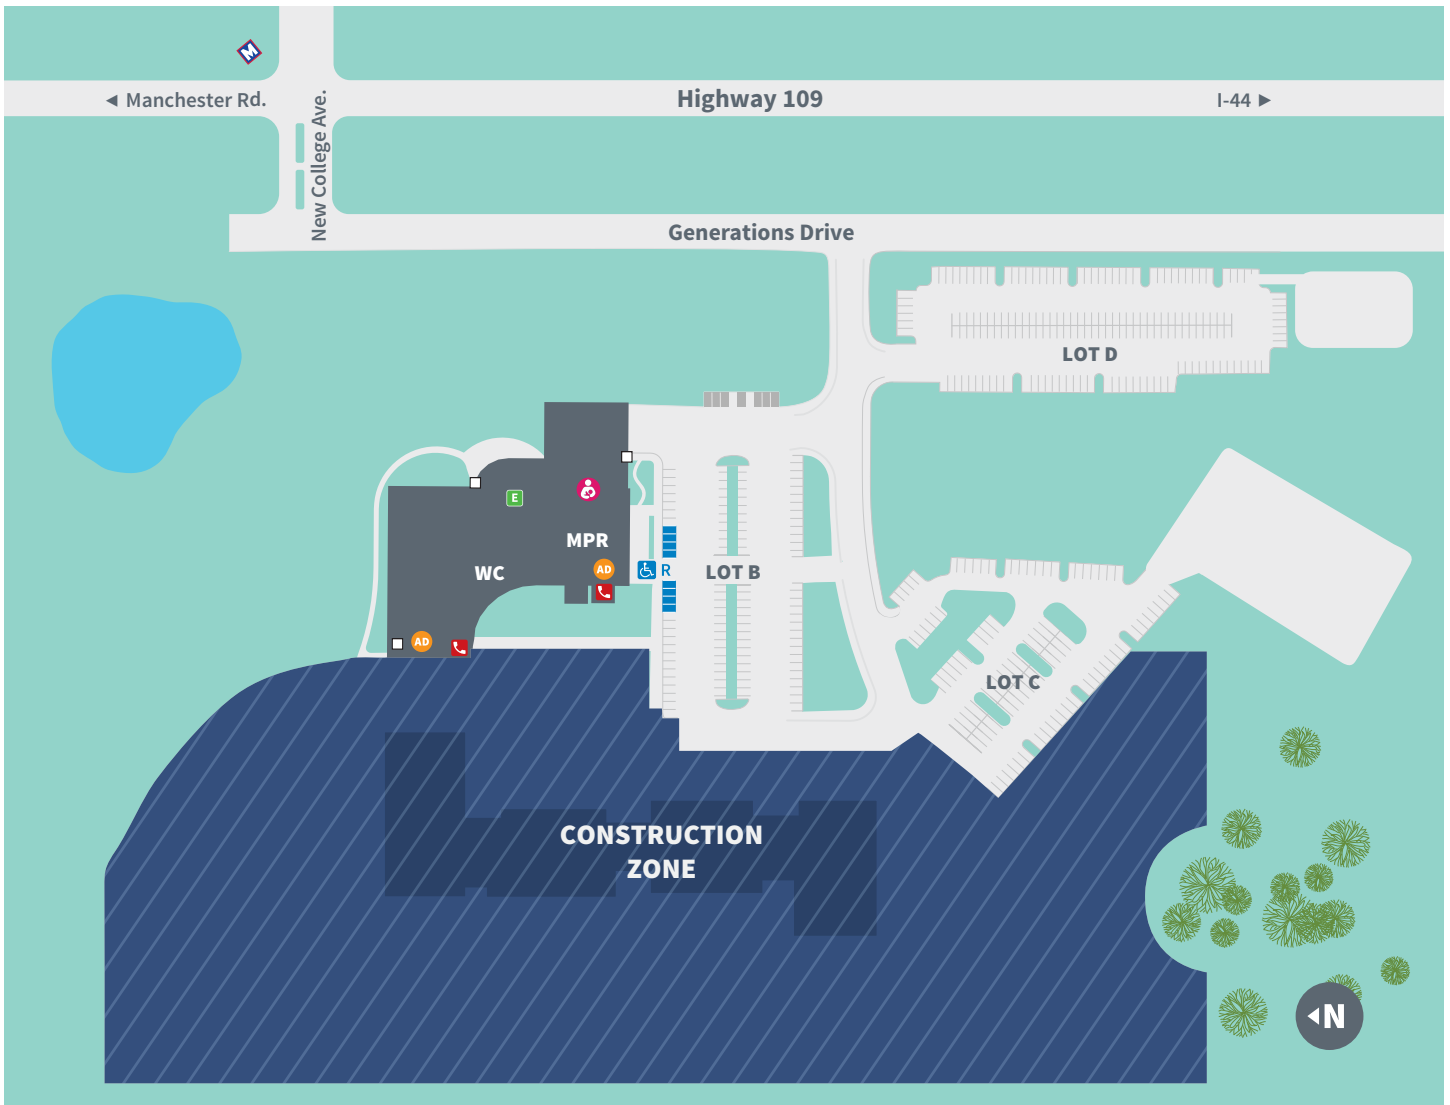 M
◄ Manchester Rd.
Highway 109
I-44 ►
New College Ave.
Generations Drive
LOT D
E
MPR
WC
AD
R
LOT B
AD
LOT C
CONSTRUCTION
ZONE
N